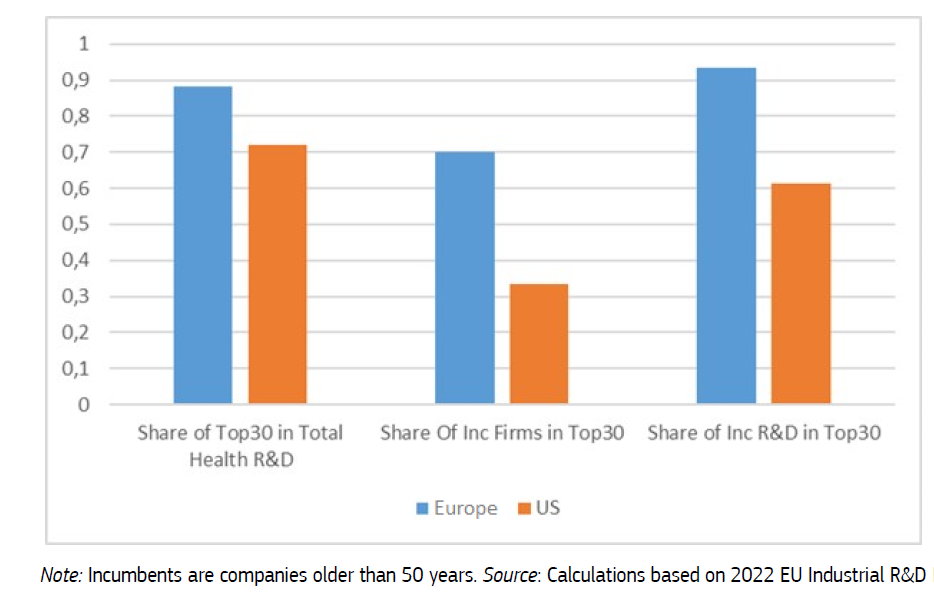 1
0,9
0,8
0,7
0,6
0,5
0,4
0,3
0,2
0,1
0
Share of Top30 in Total
Health R&D
Share Of Inc Firms in Top30
Share of Inc R&D in Top30
Europe
US
Note: Incumbents are companies older than 50 years. Source: Calculations based on 2022 EU Industrial R&D